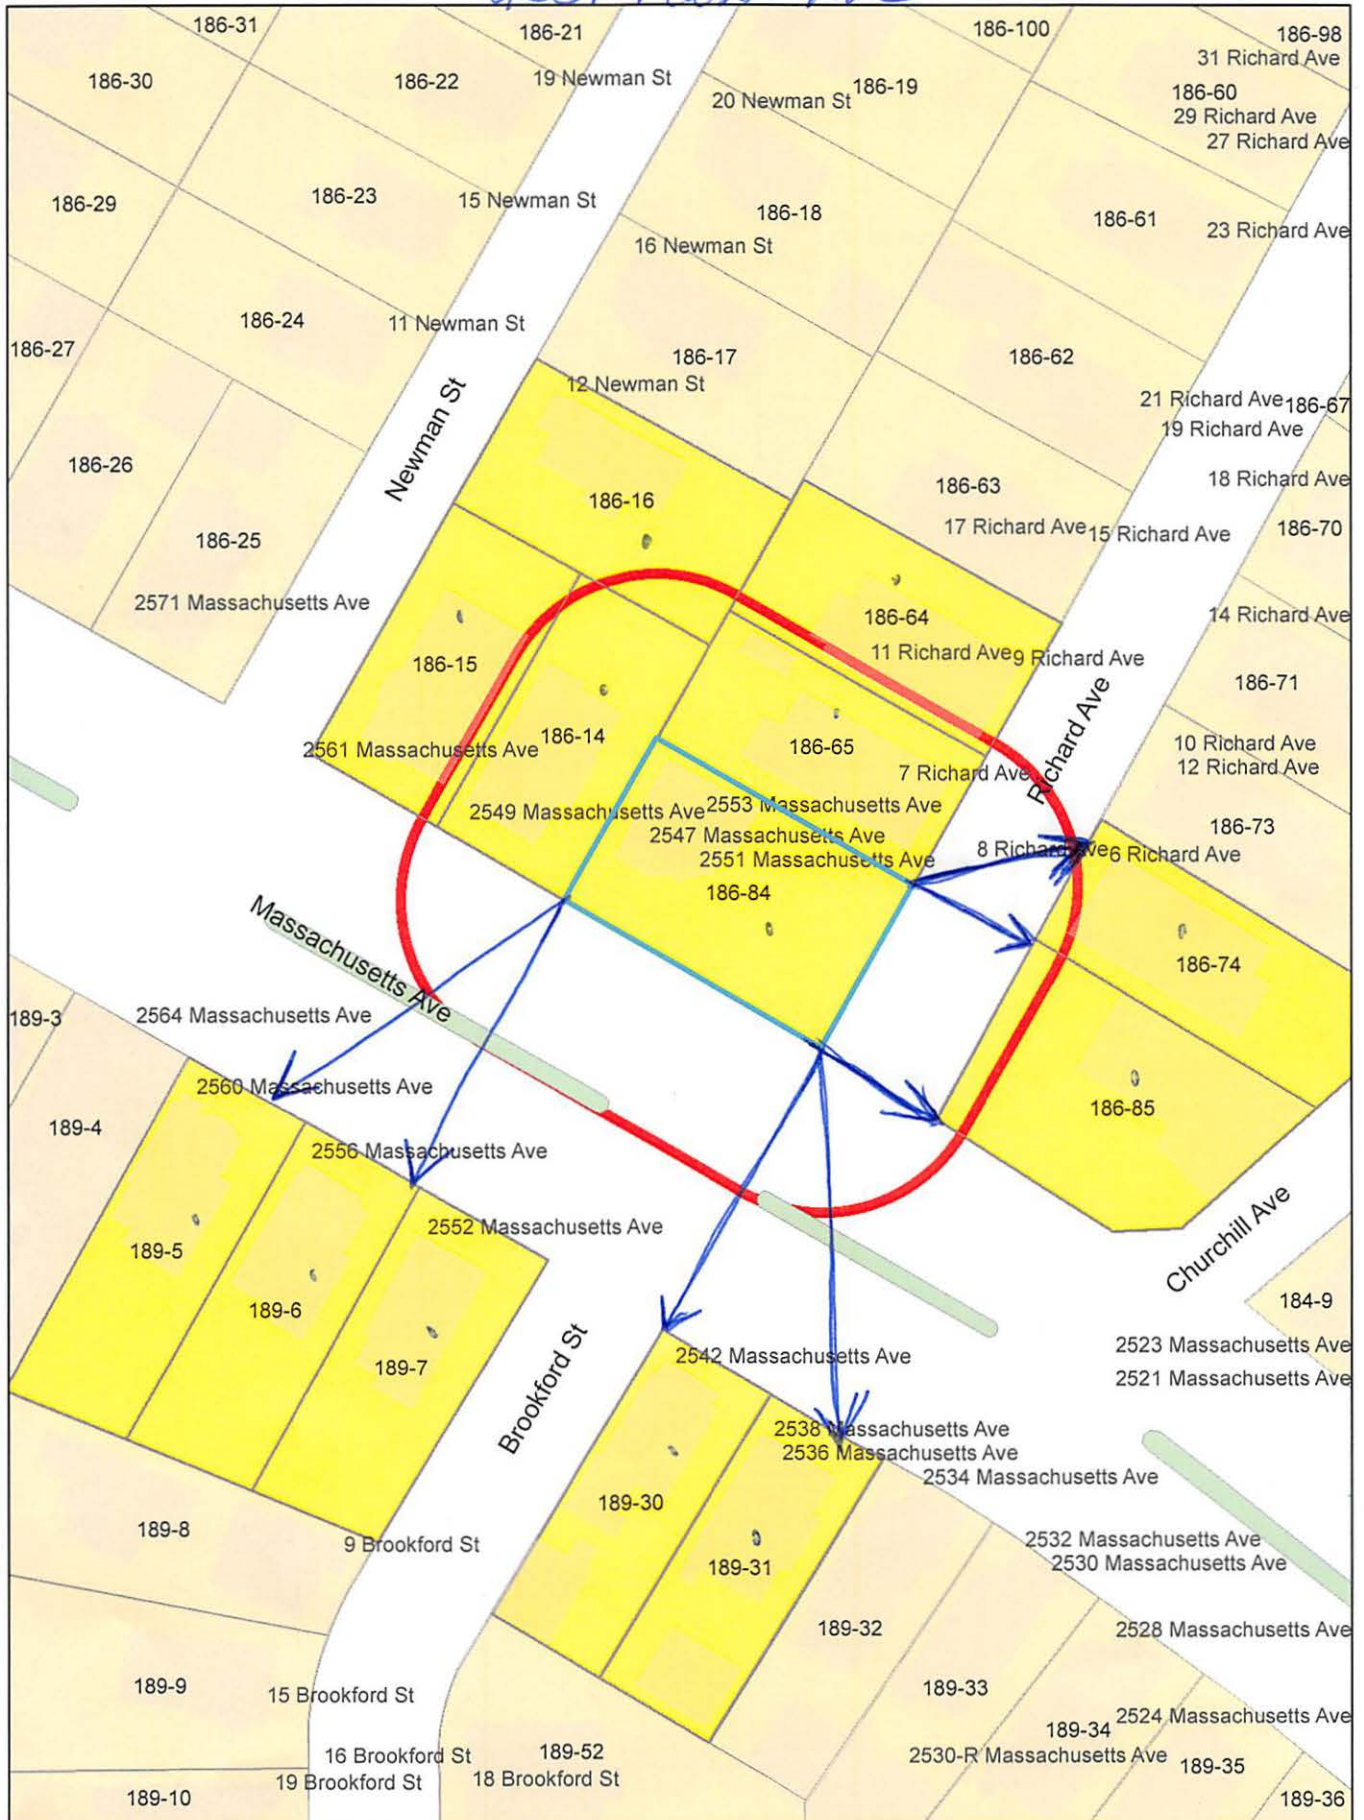 186-31
186-21
186-100
186-98
31 Richard Ave
186-30
186-22
19 Newman St
20 Newman St
186-19
186-60
29 Richard Ave
27 Richard Ave
186-29
186-23
15 Newman St
186-18
186-61
23 Richard Ave
16 Newman St
186-27
186-24
11 Newman St
186-17
186-62
12 Newman St
21 Richard Ave
186-67
19 Richard Ave
Newman St
186-26
186-16
186-63
18 Richard Ave
186-25
17 Richard Ave
15 Richard Ave
186-70
2571 Massachusetts Ave
186-64
14 Richard Ave
186-15
11 Richard Ave
9 Richard Ave
186-71
Richard Ave
2561 Massachusetts Ave
186-14
186-65
10 Richard Ave
12 Richard Ave
7 Richard Ave
2549 Massachusetts Ave
2553 Massachusetts Ave
2547 Massachusetts Ave
2551 Massachusetts Ave
186-73
8 Richard Ave
6 Richard Ave
186-84
Massachusetts Ave
186-74
189-3
2564 Massachusetts Ave
2560 Massachusetts Ave
186-85
189-4
2556 Massachusetts Ave
2552 Massachusetts Ave
189-5
189-6
189-7
Churchill Ave
184-9
Brookford St
2542 Massachusetts Ave
2523 Massachusetts Ave
2521 Massachusetts Ave
2538 Massachusetts Ave
2536 Massachusetts Ave
2534 Massachusetts Ave
189-30
189-8
9 Brookford St
2532 Massachusetts Ave
2530 Massachusetts Ave
189-31
189-32
2528 Massachusetts Ave
189-9
15 Brookford St
189-33
189-34
2524 Massachusetts Ave
16 Brookford St
189-52
2530-R Massachusetts Ave
189-35
19 Brookford St
18 Brookford St
189-10
189-36